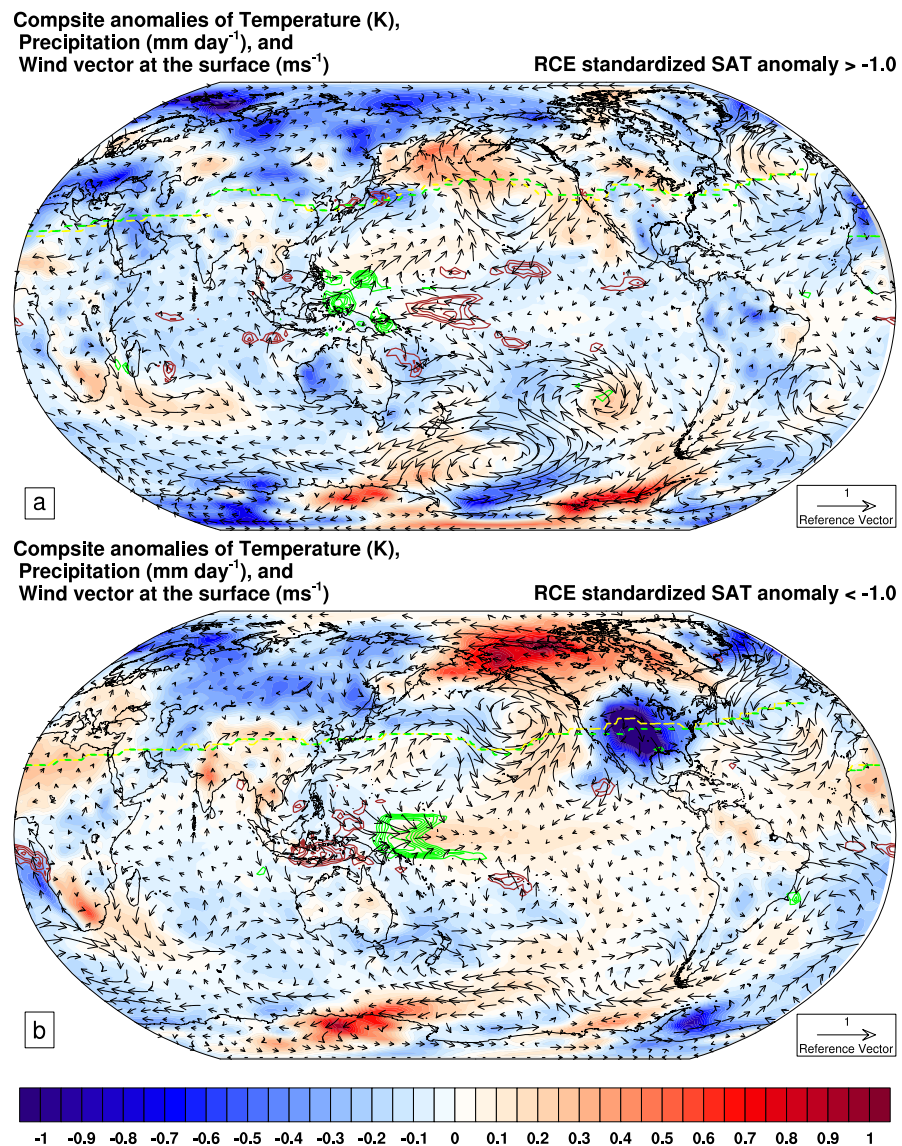 Compsite anomalies of Temperature (K),
Precipitation (mm day-1), and
Wind vector at the surface (ms-1)
RCE standardized SAT anomaly > -1.0
a
1
Reference Vector
Compsite anomalies of Temperature (K),
Precipitation (mm day-1), and
Wind vector at the surface (ms-1)
RCE standardized SAT anomaly < -1.0
b
1
Reference Vector
-1 -0.9 -0.8 -0.7 -0.6 -0.5 -0.4 -0.3 -0.2 -0.1 0 0.1 0.2 0.3 0.4 0.5 0.6 0.7 0.8 0.9 1